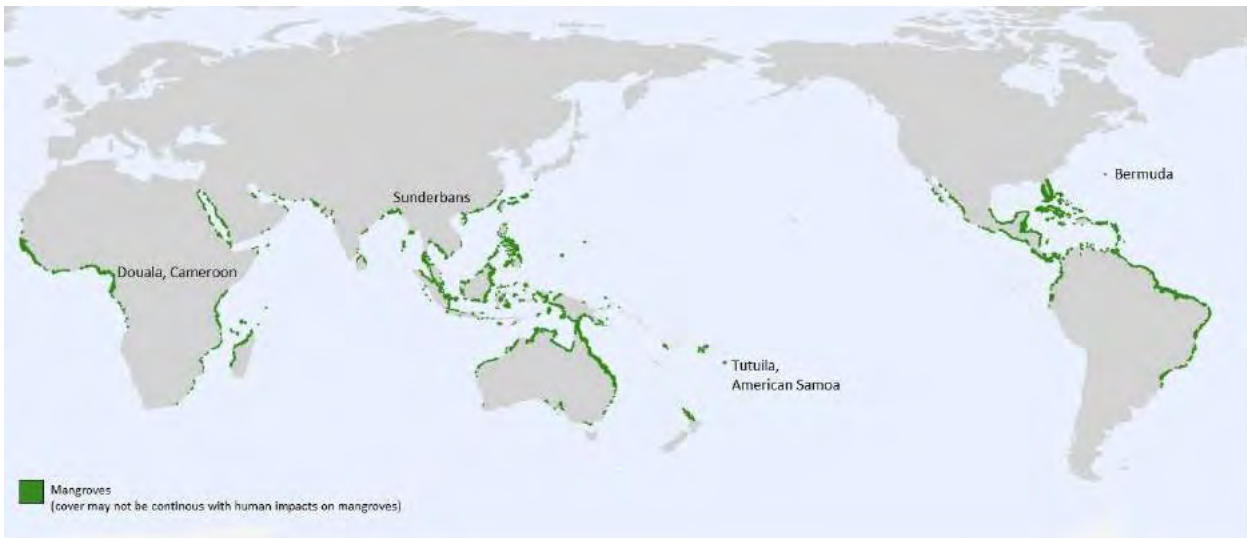 Bermuda
Sunderbans
Douala, Cameroon
Tutuila,
American Samoa
Mangroves
(cover may not be continous with human impacts on mangroves)